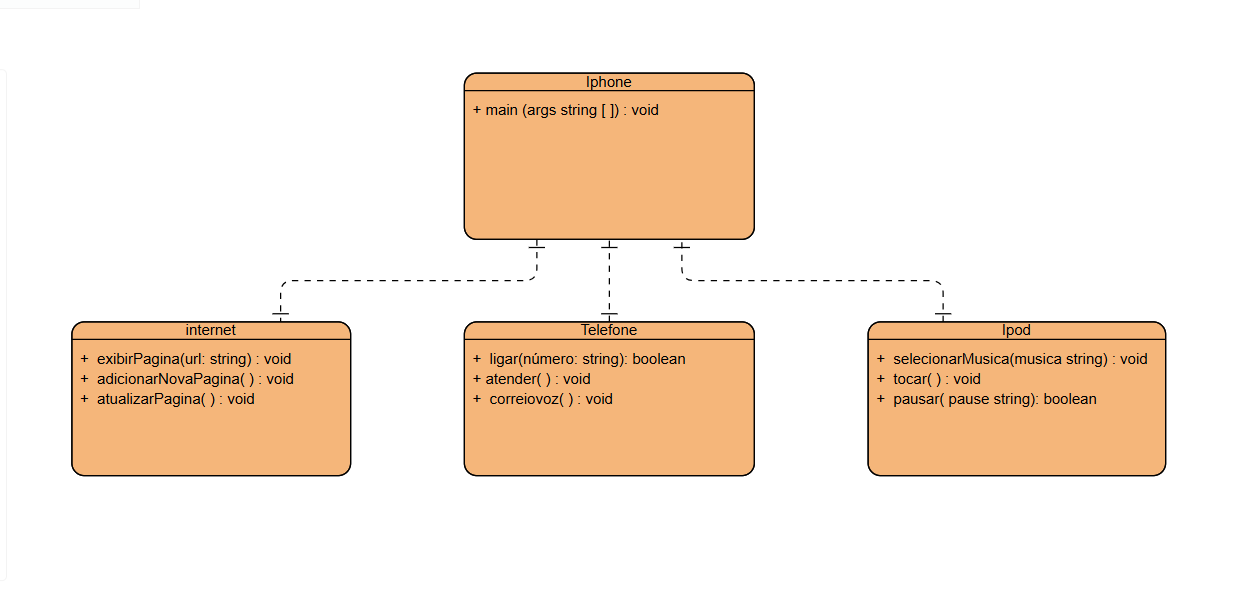 Iphone
+ main (args string [ ]) : void
internet
+ exibirPagina(url: string) : void
+ adicionarNovaPagina( ) : void
+ atualizarPagina( ) : void
Telefone
+ ligar(número: string): boolean
+ atender( ) : void
+ correiovoz( ) : void
Ipod
+ selecionarMusica(musica string) : void
+ tocar( ) : void
+ pausar( pause string): boolean